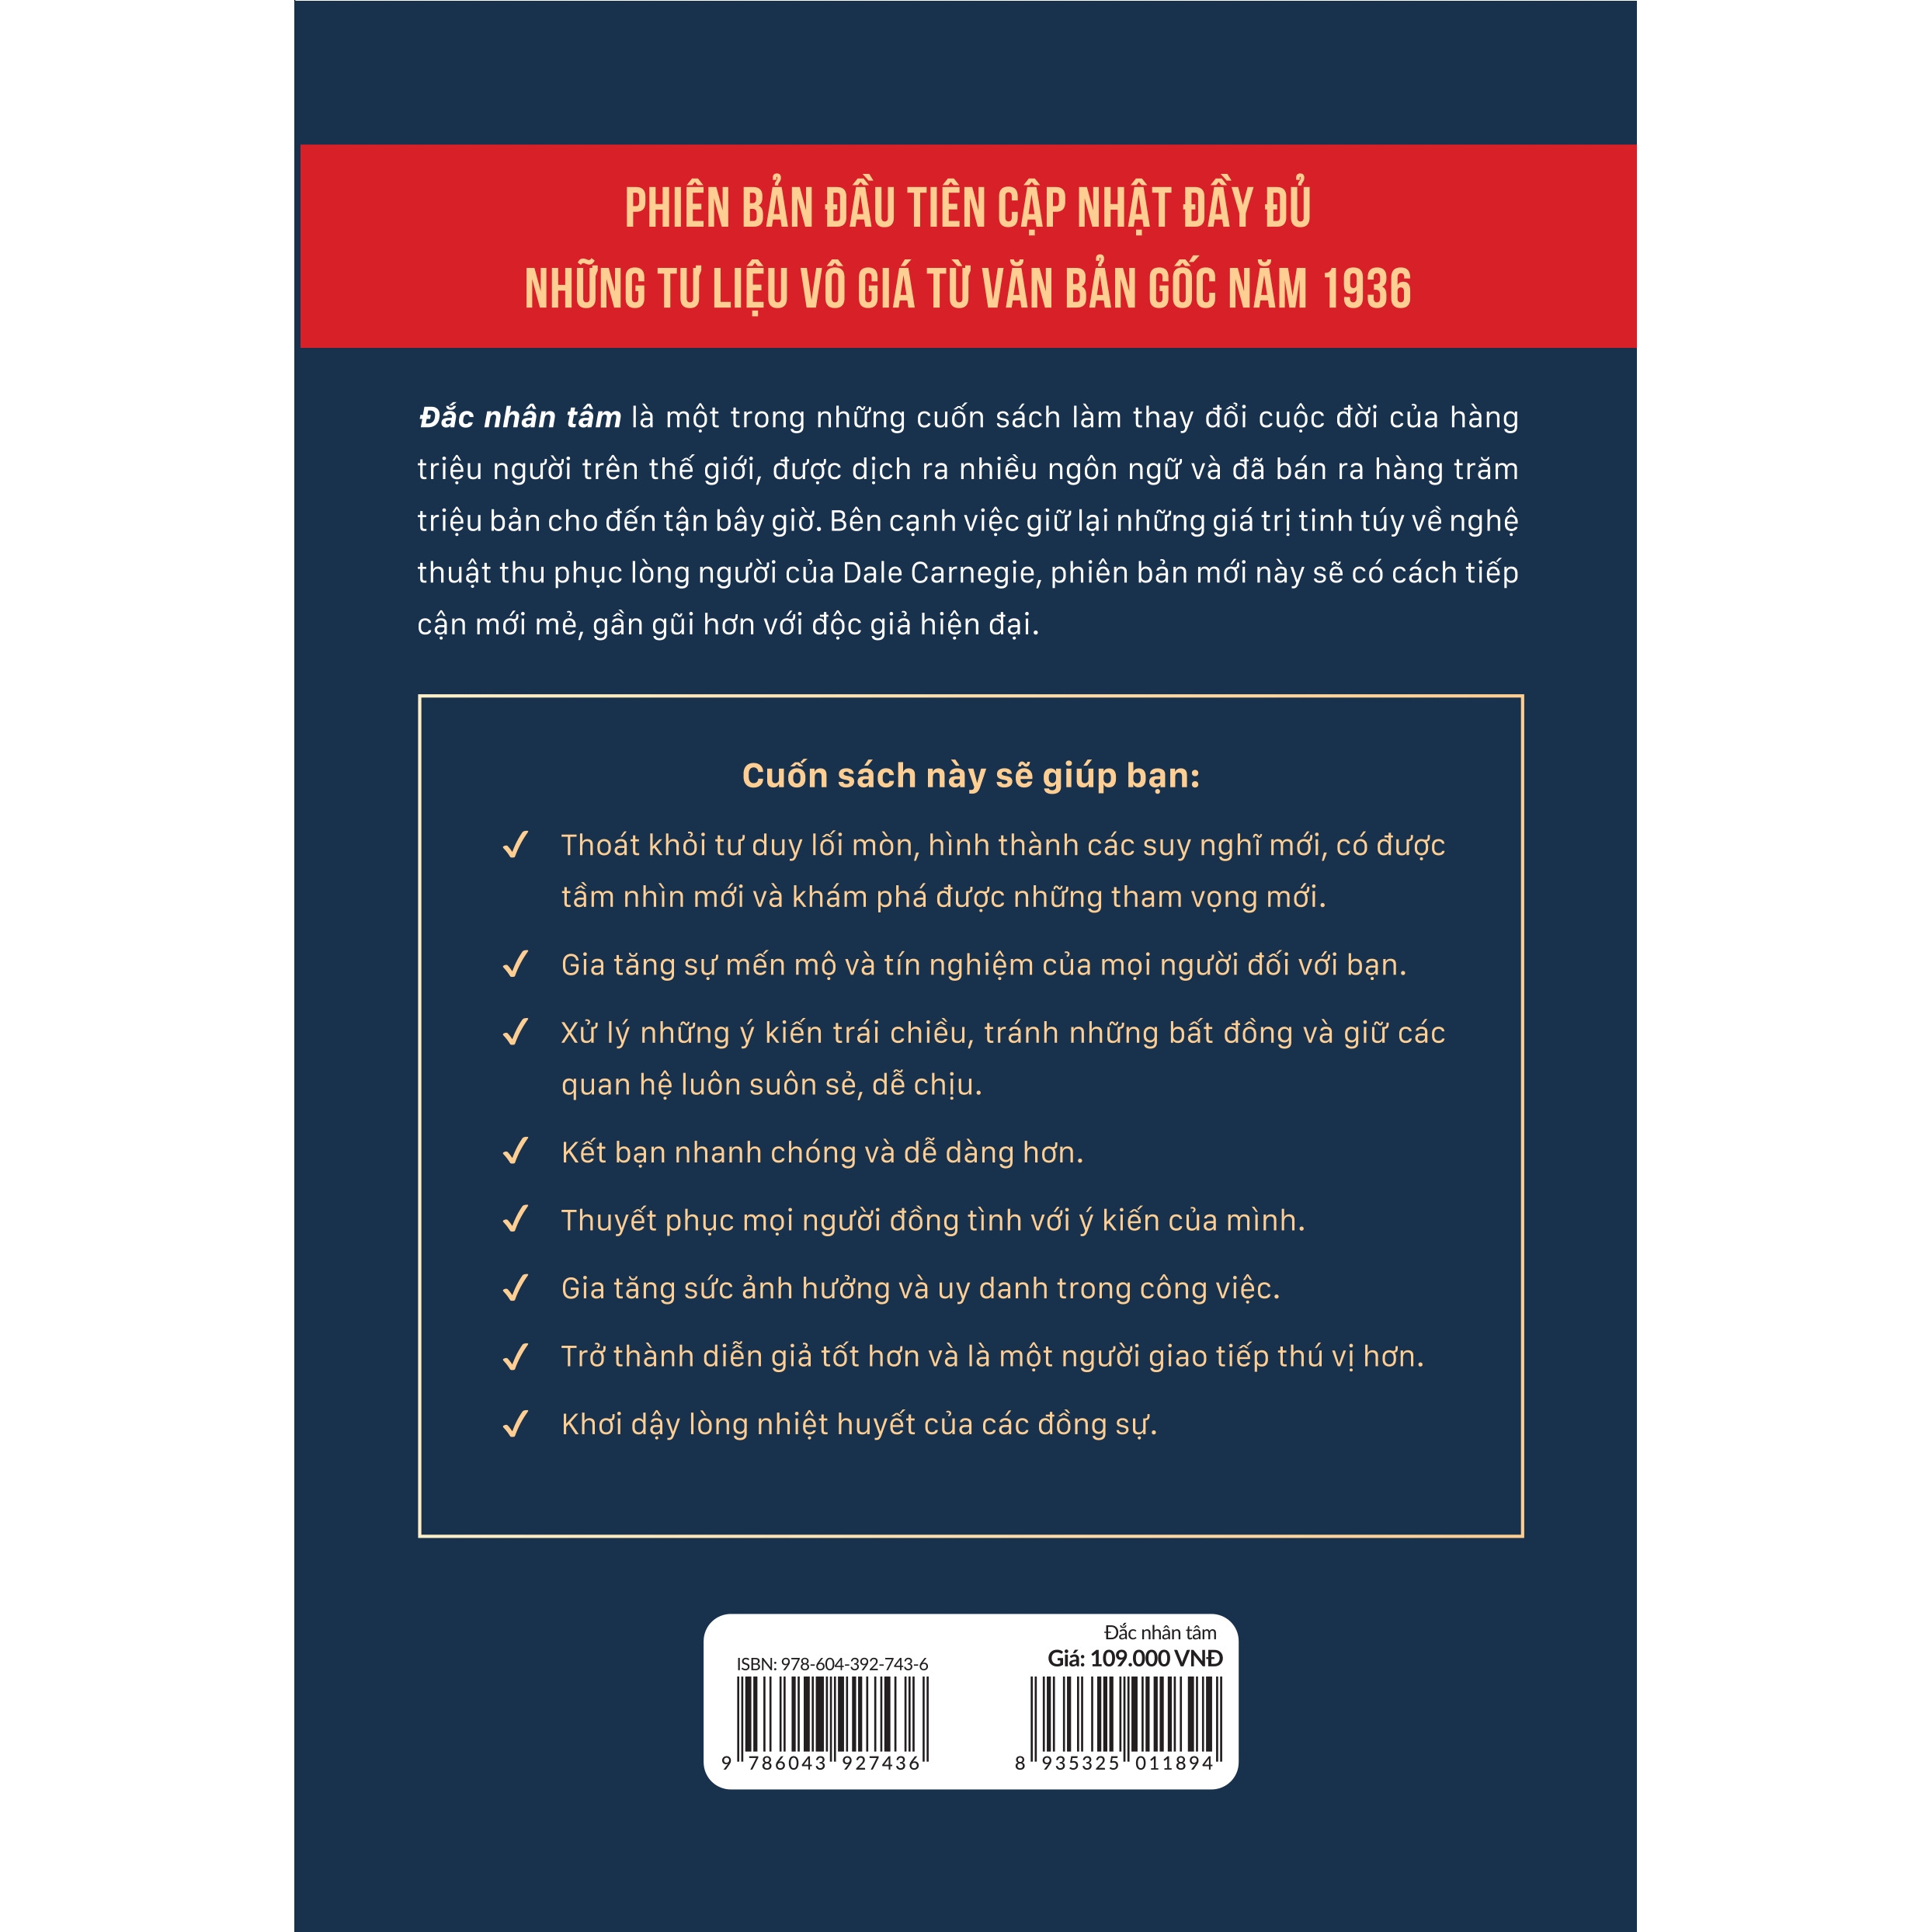 PHIÊN BẢN ĐẦU TIÊN CẬP NHẬT ĐẦY ĐỦ
NHỮNG TƯ LIỆU VÔ GIÁ TỪ VĂN BẢN GỐC NĂM 1936
Đắc nhân tâm là một trong những cuốn sách làm thay đổi cuộc đời của hàng
triệu người trên thế giới, được dịch ra nhiều ngôn ngữ và đã bán ra hàng trăm
triệu bản cho đến tận bây giờ. Bên cạnh việc giữ lại những giá trị tinh túy về nghệ
thuật thu phục lòng người của Dale Carnegie, phiên bản mới này sẽ có cách tiếp
cận mới mẻ, gần gũi hơn với độc giả hiện đại.
Cuốn sách này sẽ giúp bạn:
✓ Thoát khỏi tư duy lối mòn, hình thành các suy nghĩ mới, có được
tầm nhìn mới và khám phá được những tham vọng mới.
✓ Gia tăng sự mến mộ và tín nghiệm của mọi người đối với bạn.
✓ Xử lý những ý kiến trái chiều, tránh những bất đồng và giữ các
quan hệ luôn suôn sẻ, dễ chịu.
✓ Kết bạn nhanh chóng và dễ dàng hơn.
✓ Thuyết phục mọi người đồng tình với ý kiến của mình.
✓ Gia tăng sức ảnh hưởng và uy danh trong công việc.
✓ Trở thành diễn giả tốt hơn và là một người giao tiếp thú vị hơn.
✓ Khơi dậy lòng nhiệt huyết của các đồng sự.
ISBN: 978-604-392-743-6
9 786043 927436
Đắc nhân tâm
Giá: 109.000 VNĐ
8 935325 011894